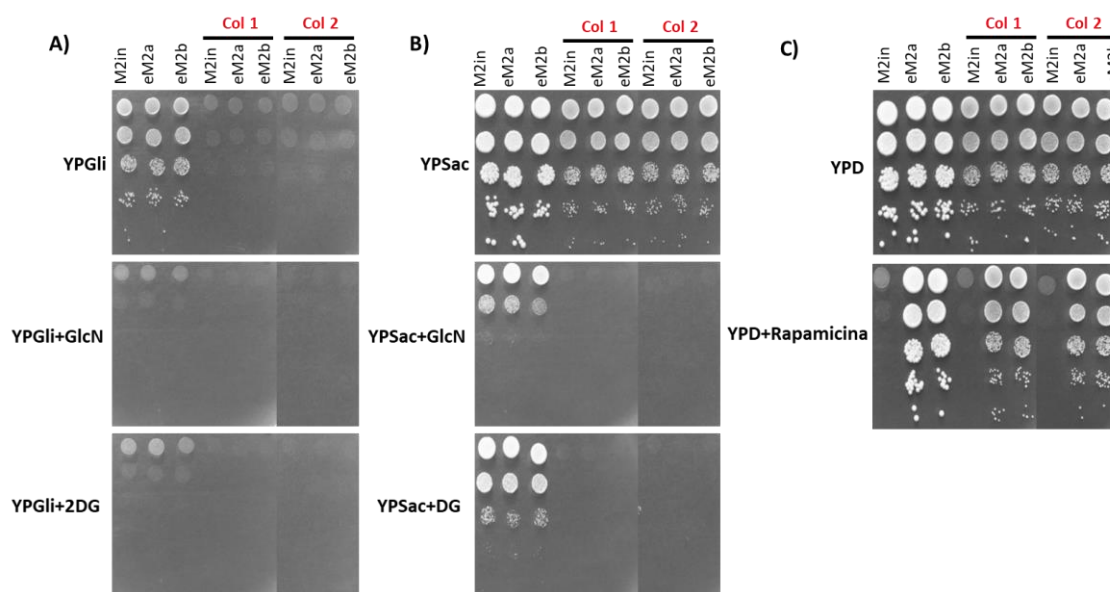 A)
Col 1
Col 2
M2in eM2a eM2b M2in eM2a eM2b M2in eM2a eM2b
YPGli
YPGli+GlcN
YPGli+2DG
B)
Col 1
Col 2
M2in eM2a eM2b M2in eM2a eM2b M2in eM2a eM2b
YPSac
YPSac+GlcN
YPSac+DG
C)
Col 1
Col 2
M2in eM2a eM2b M2in eM2a eM2b M2in eM2a
YPD
YPD+Rapamicina